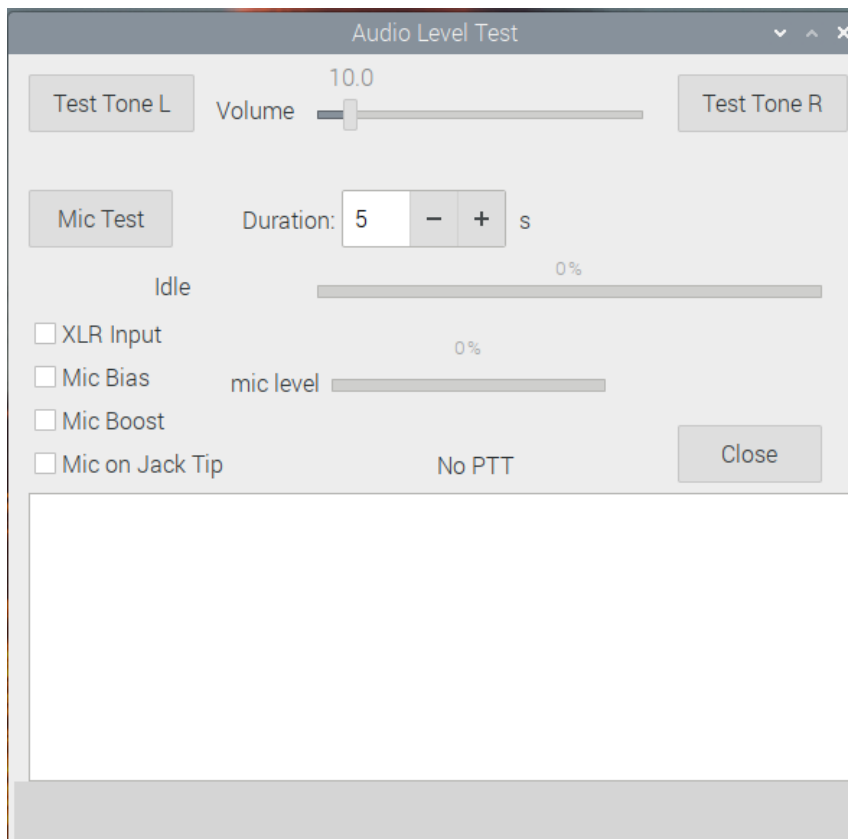 Audio Level Test
10.0
Test Tone L
Volume
Test Tone R
Mic Test
Duration: 5 − + s
0%
Idle
XLR Input
0%
Mic Bias
mic level
Mic Boost
Mic on Jack Tip
No PTT
Close